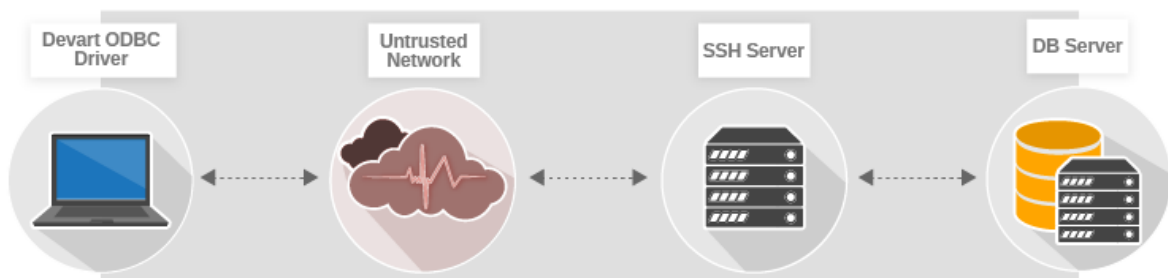 Devart ODBC
Driver
Untrusted
Network
SSH Server
DB Server